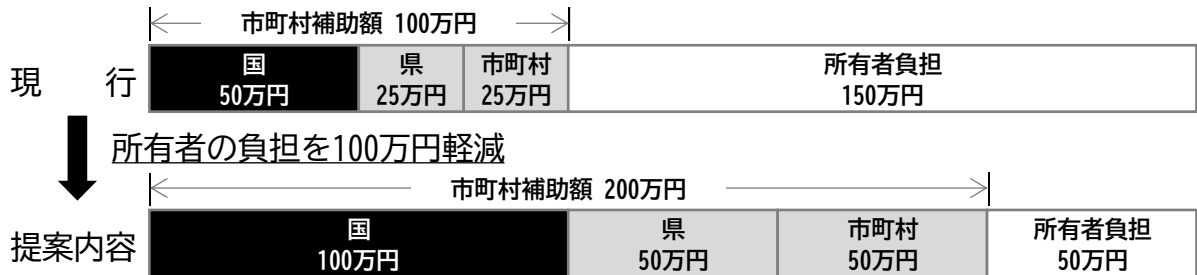 市町村補助額 100万円
現行
国
50万円
県
25万円
市町村
25万円
所有者負担
150万円
所有者の負担を100万円軽減
市町村補助額 200万円
提案内容
国
100万円
県
50万円
市町村
50万円
所有者負担
50万円